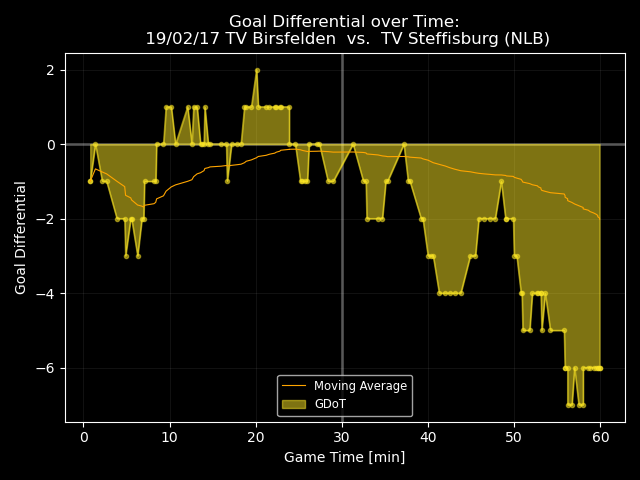 Goal Differential over Time:
19/02/17 TV Birsfelden  vs.  TV Steffisburg (NLB)
Goal Differential
2
0
−2
−4
−6
Moving Average
GDoT
0
10
20
30
40
50
60
Game Time [min]